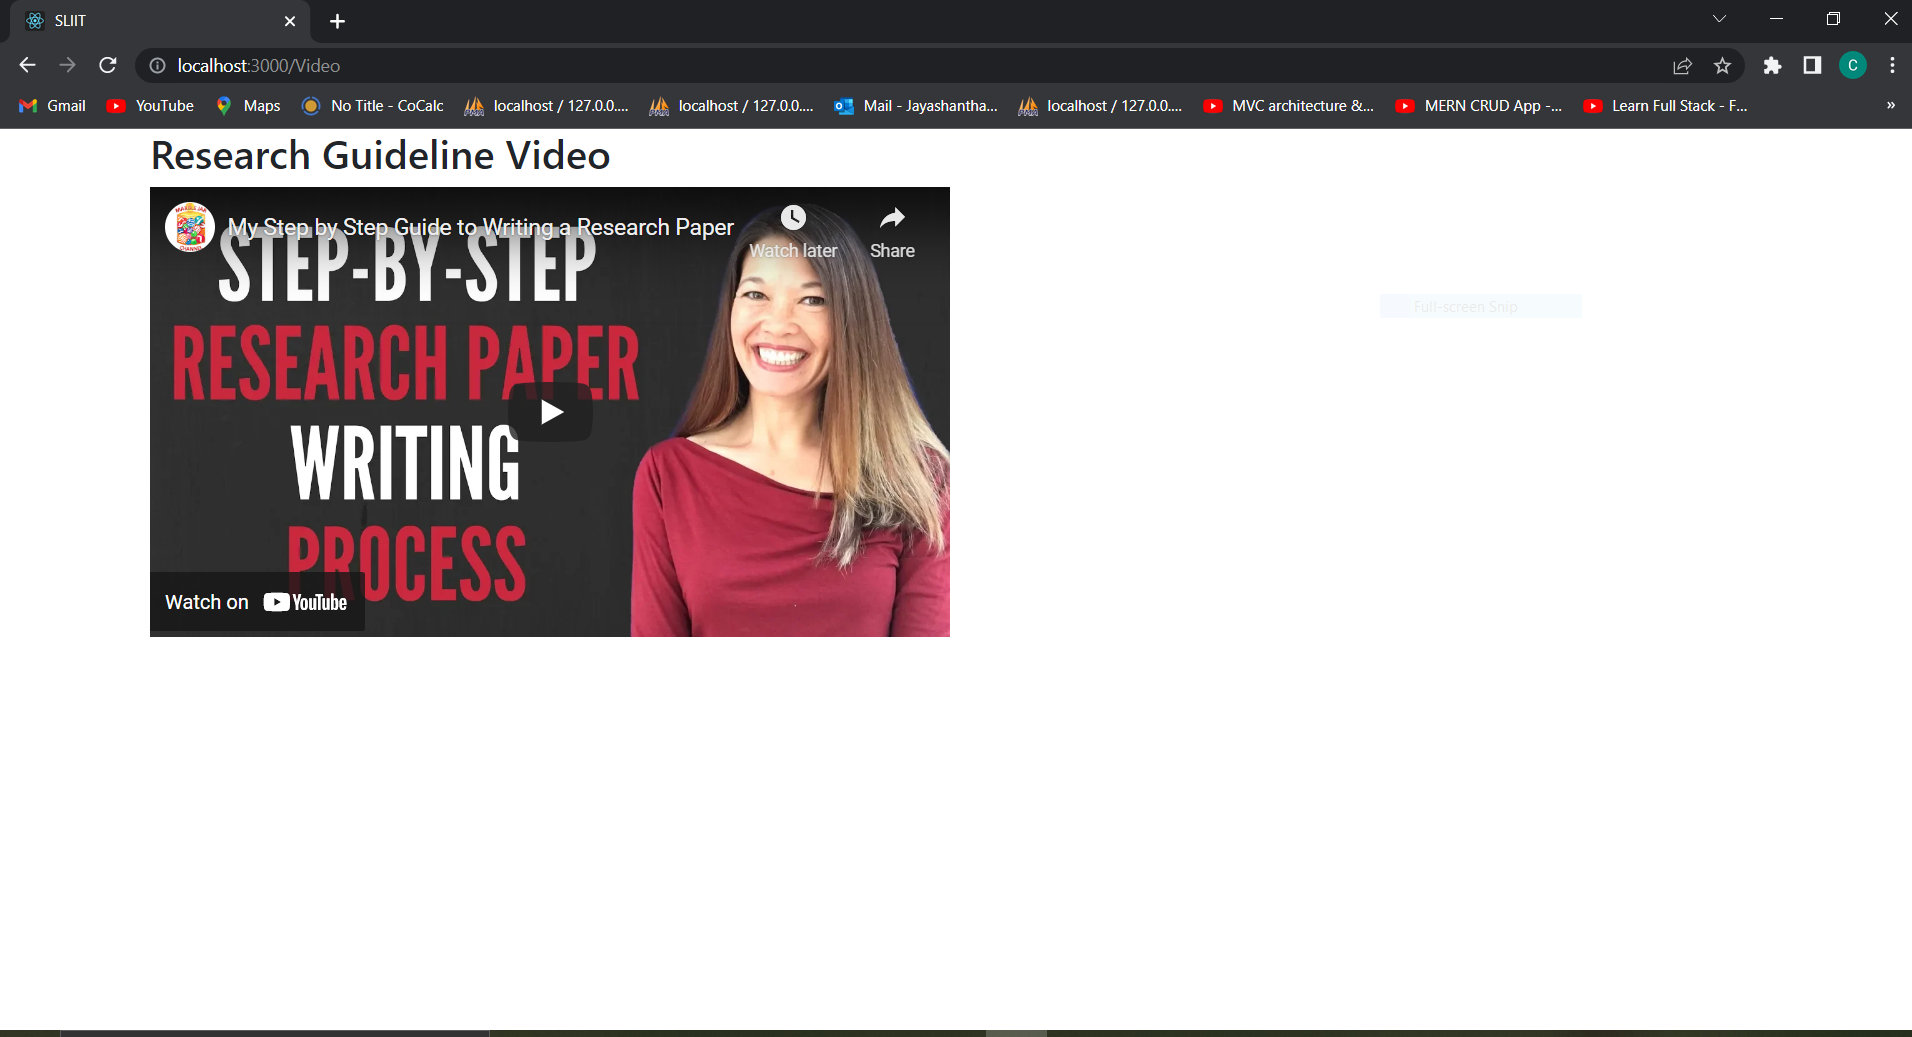 SLIIT
localhost:3000/Video
C
Gmail YouTube Maps No Title - CoCalc localhost / 127.0.0.... localhost / 127.0.0.... Mail - Jayashantha... localhost / 127.0.0.... MVC architecture &... MERN CRUD App -... Learn Full Stack - F... »
Research Guideline Video
My Step by Step Guide to Writing a Research Paper
Watch later Share
STEP-BY-STEP
RESEARCH PAPER
WRITING
PROCESS
Watch on YouTube
Full-screen Snip